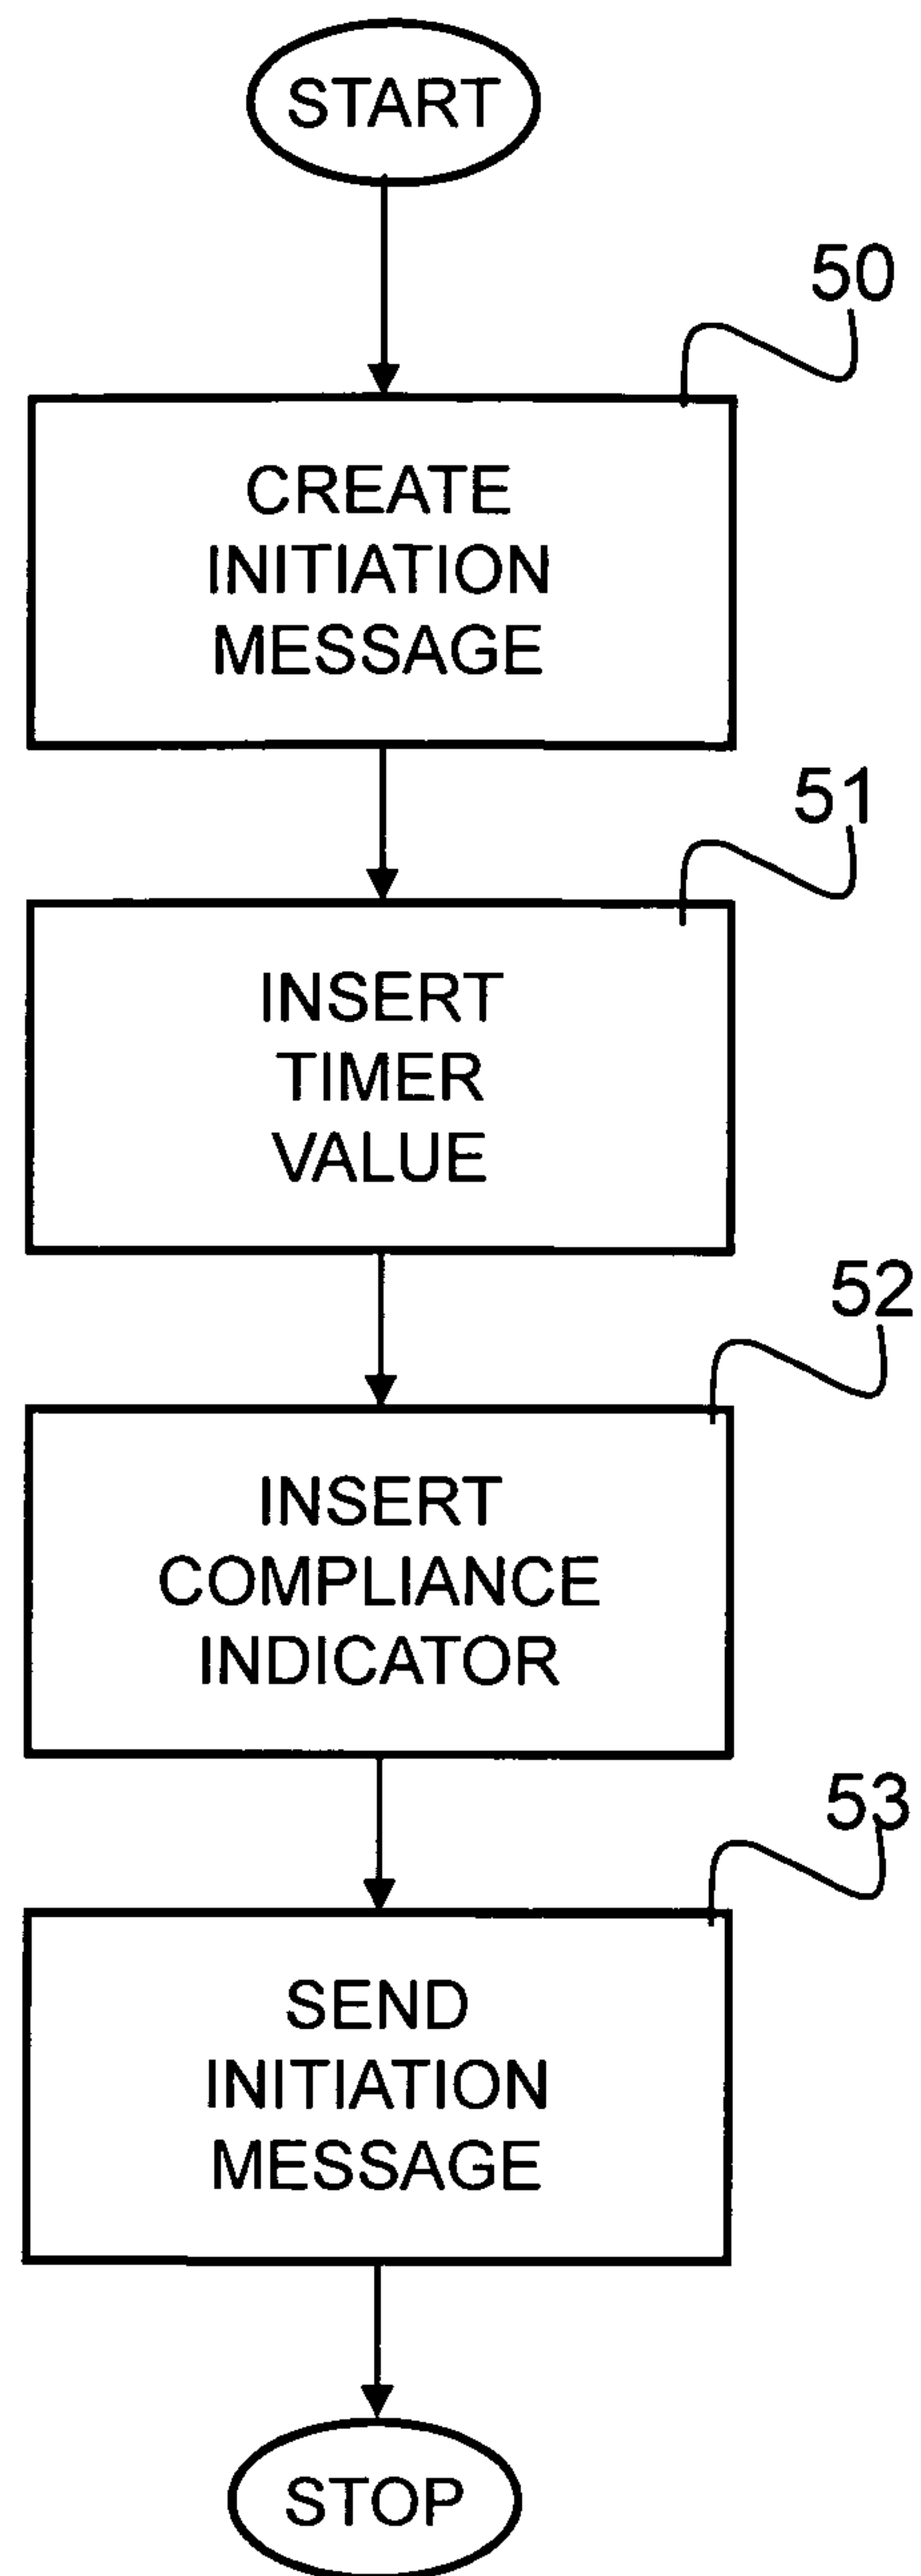 START
50
CREATE
INITIATION
MESSAGE
51
INSERT
TIMER
VALUE
52
INSERT
COMPLIANCE
INDICATOR
53
SEND
INITIATION
MESSAGE
STOP